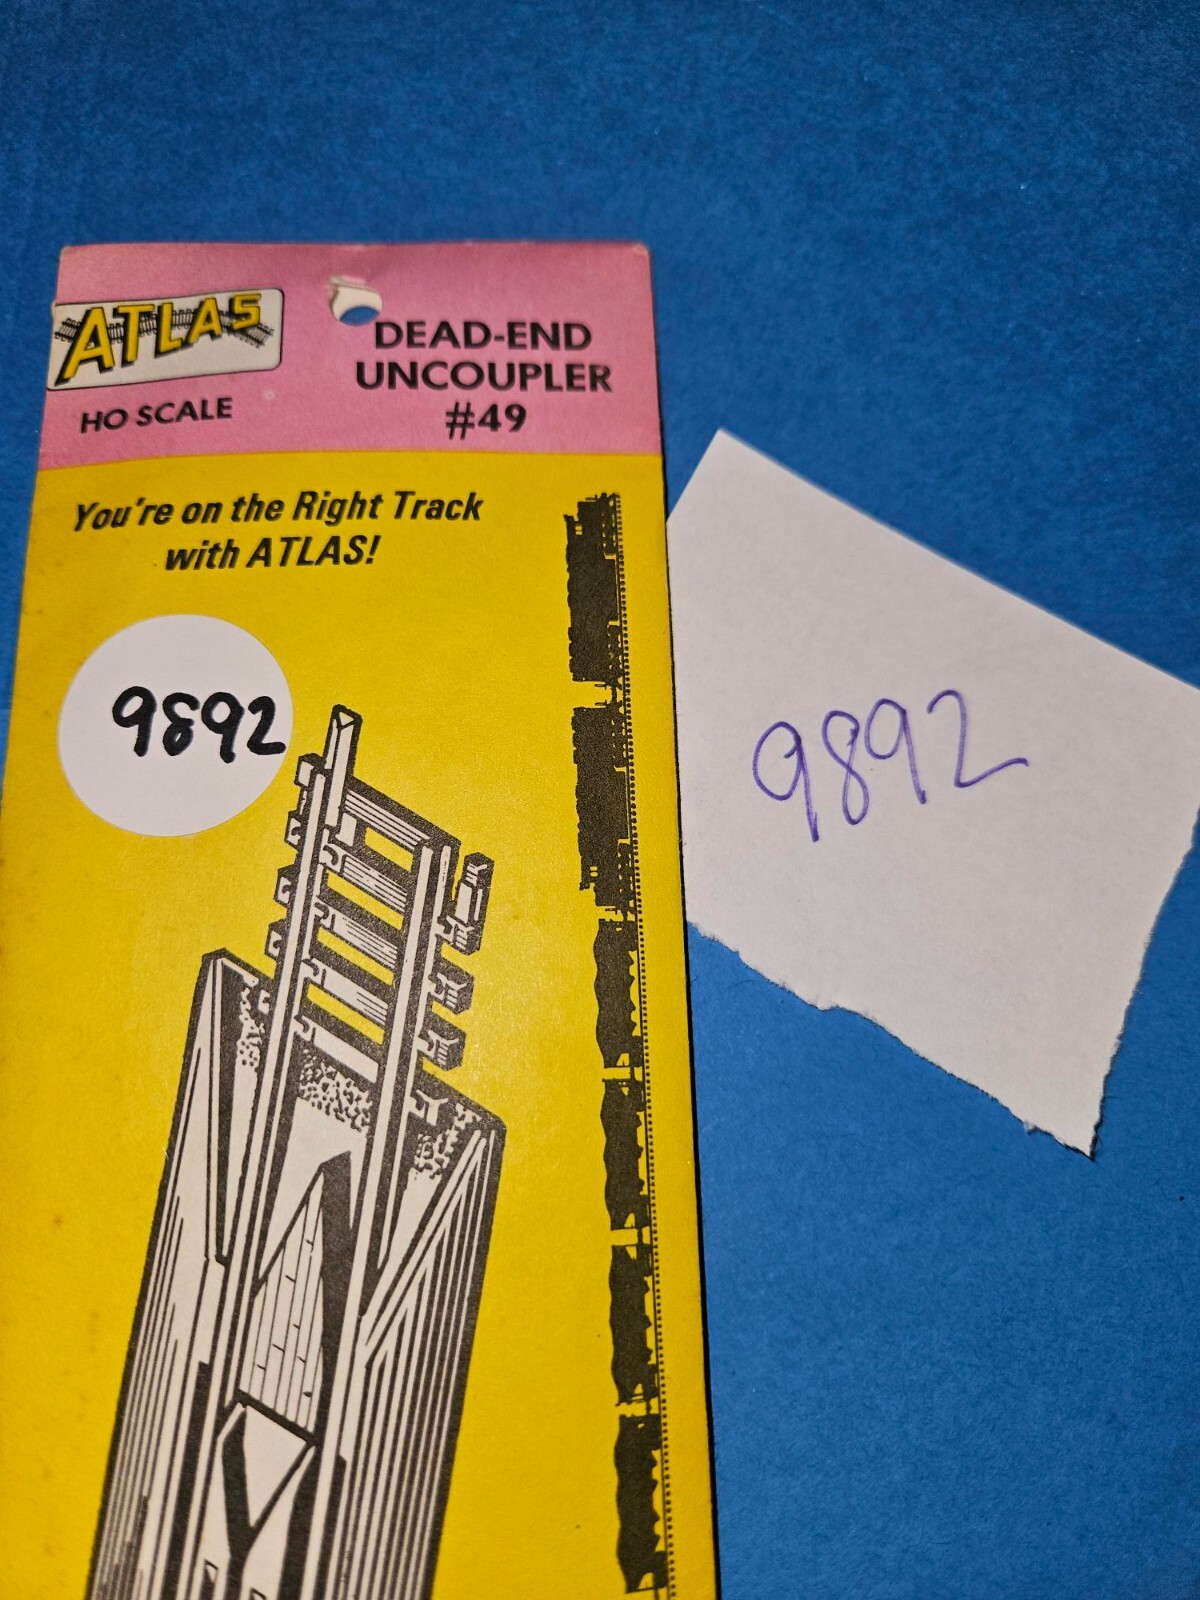 ATLAS
HO SCALE
DEAD-END
UNCOUPLER
#49
You're on the Right Track
with ATLAS!
9892
9892